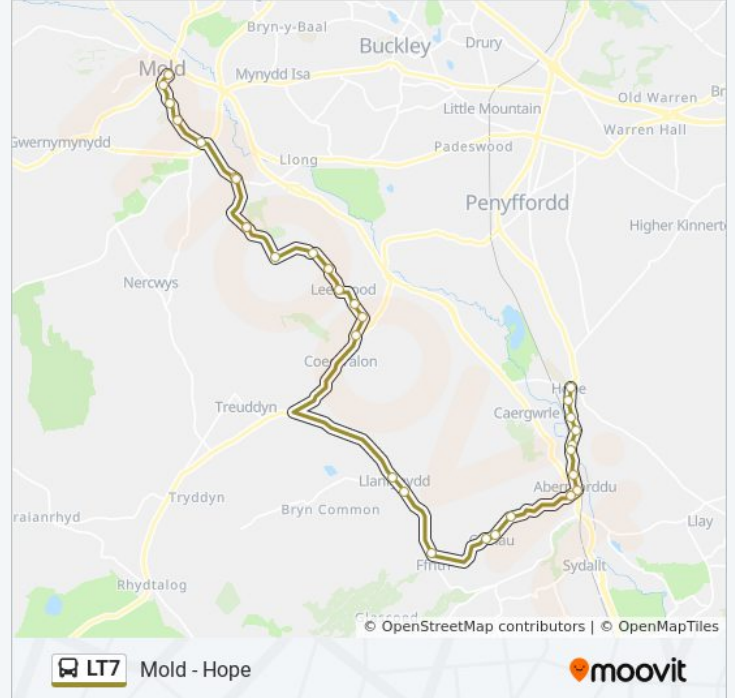 Bryn-y-Baal
Buckley
Drury
Mold
Mynydd Isa
Old Warren
Little Mountain
Warren Hall
Gwernymynydd
Padeswood
Llong
Penyffordd
Higher Kinnert
Nercwys
Leeswood
Coed Talon
Hope
Treuddyn
Caergwrle
Llanfynydd
Tryddyn
Bryn Common
ralanrhyd
Llay
Ffrith
Sydallt
Rhydtalog
© OpenStreetMap contributors | © OpenMapTiles
LT7 Mold - Hope
moovit